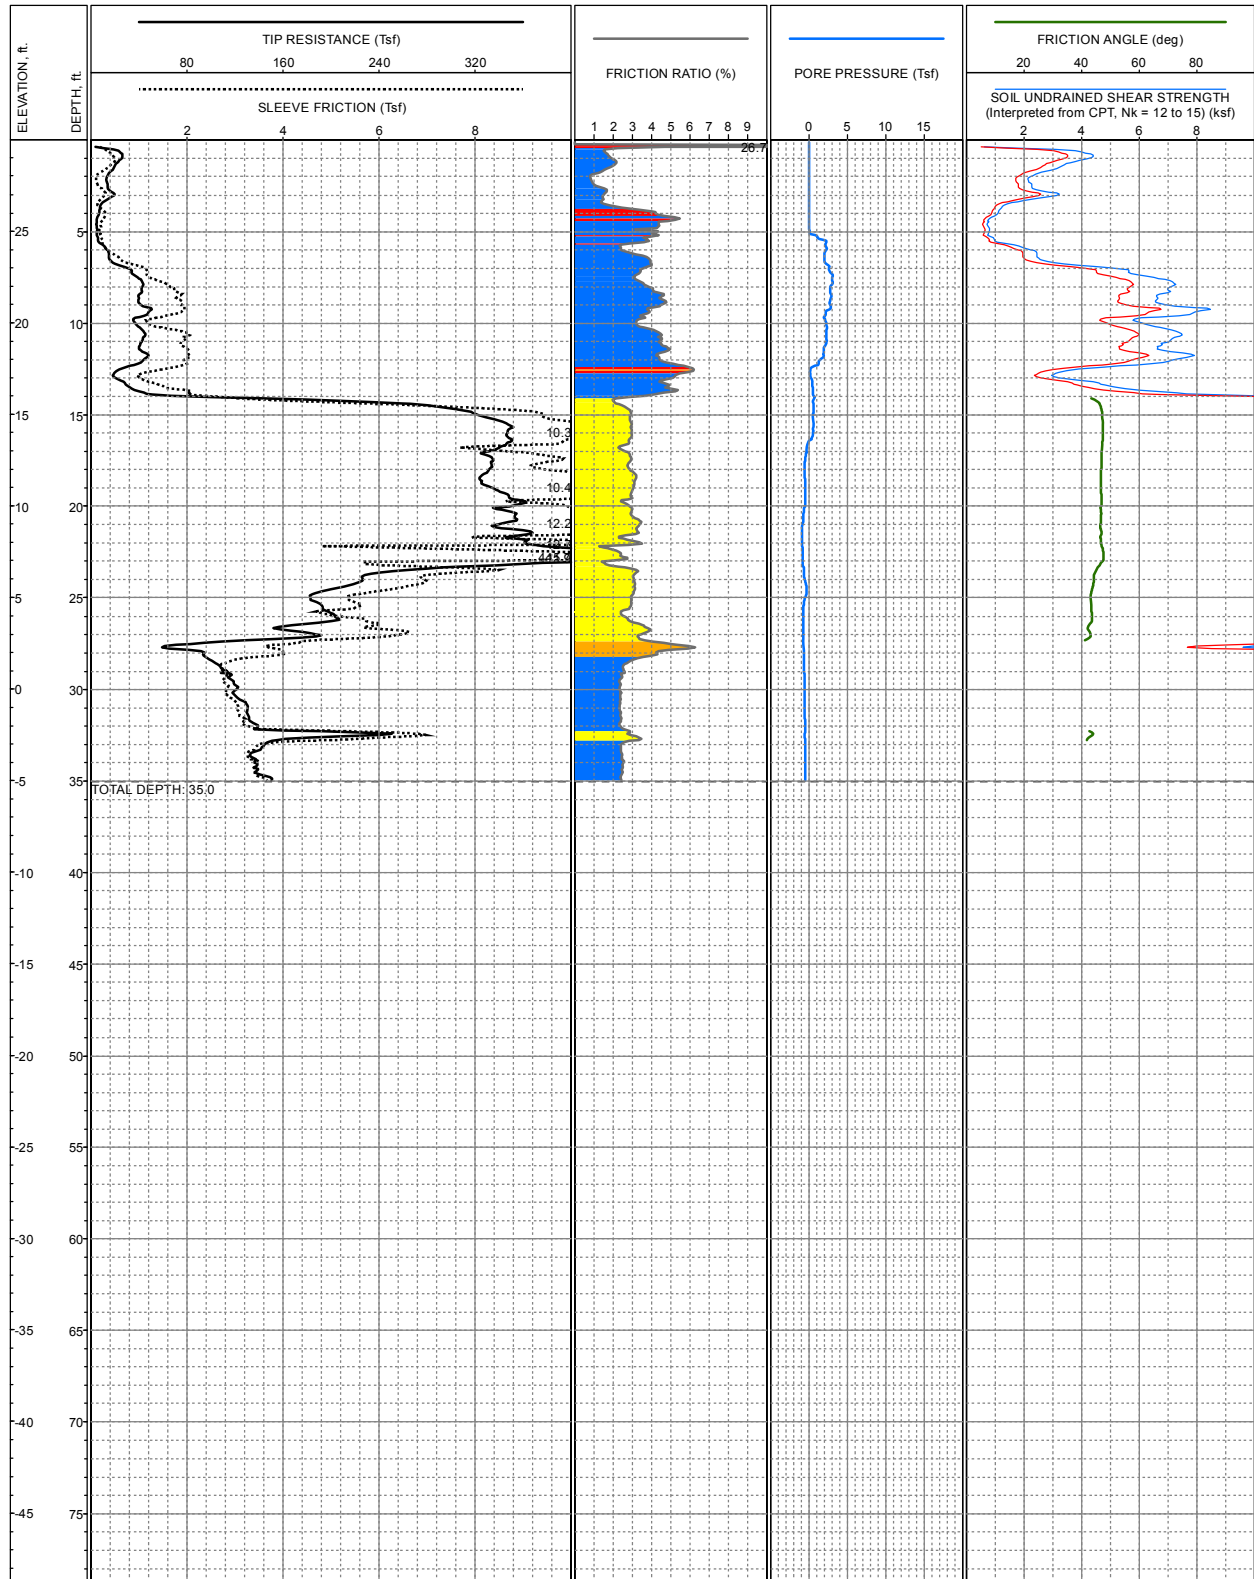 ELEVATION, ft.
DEPTH, ft.
TIP RESISTANCE (Tsf)
80 160 240 320
SLEEVE FRICTION (Tsf)
2 4 6 8
FRICTION RATIO (%)
1 2 3 4 5 6 7 8 9
PORE PRESSURE (Tsf)
0 5 10 15
FRICTION ANGLE (deg)
20 40 60 80
SOIL UNDRAINED SHEAR STRENGTH
(Interpreted from CPT, Nk = 12 to 15) (ksf)
20 40 60 80
26.7
25 5
20 10
15 15
10.3
10.4
10 20
12.2
5 25
0 30
-5 35
TOTAL DEPTH: 35.0
-10 40
-15 45
-20 50
-25 55
-30 60
-35 65
-40 70
-45 75